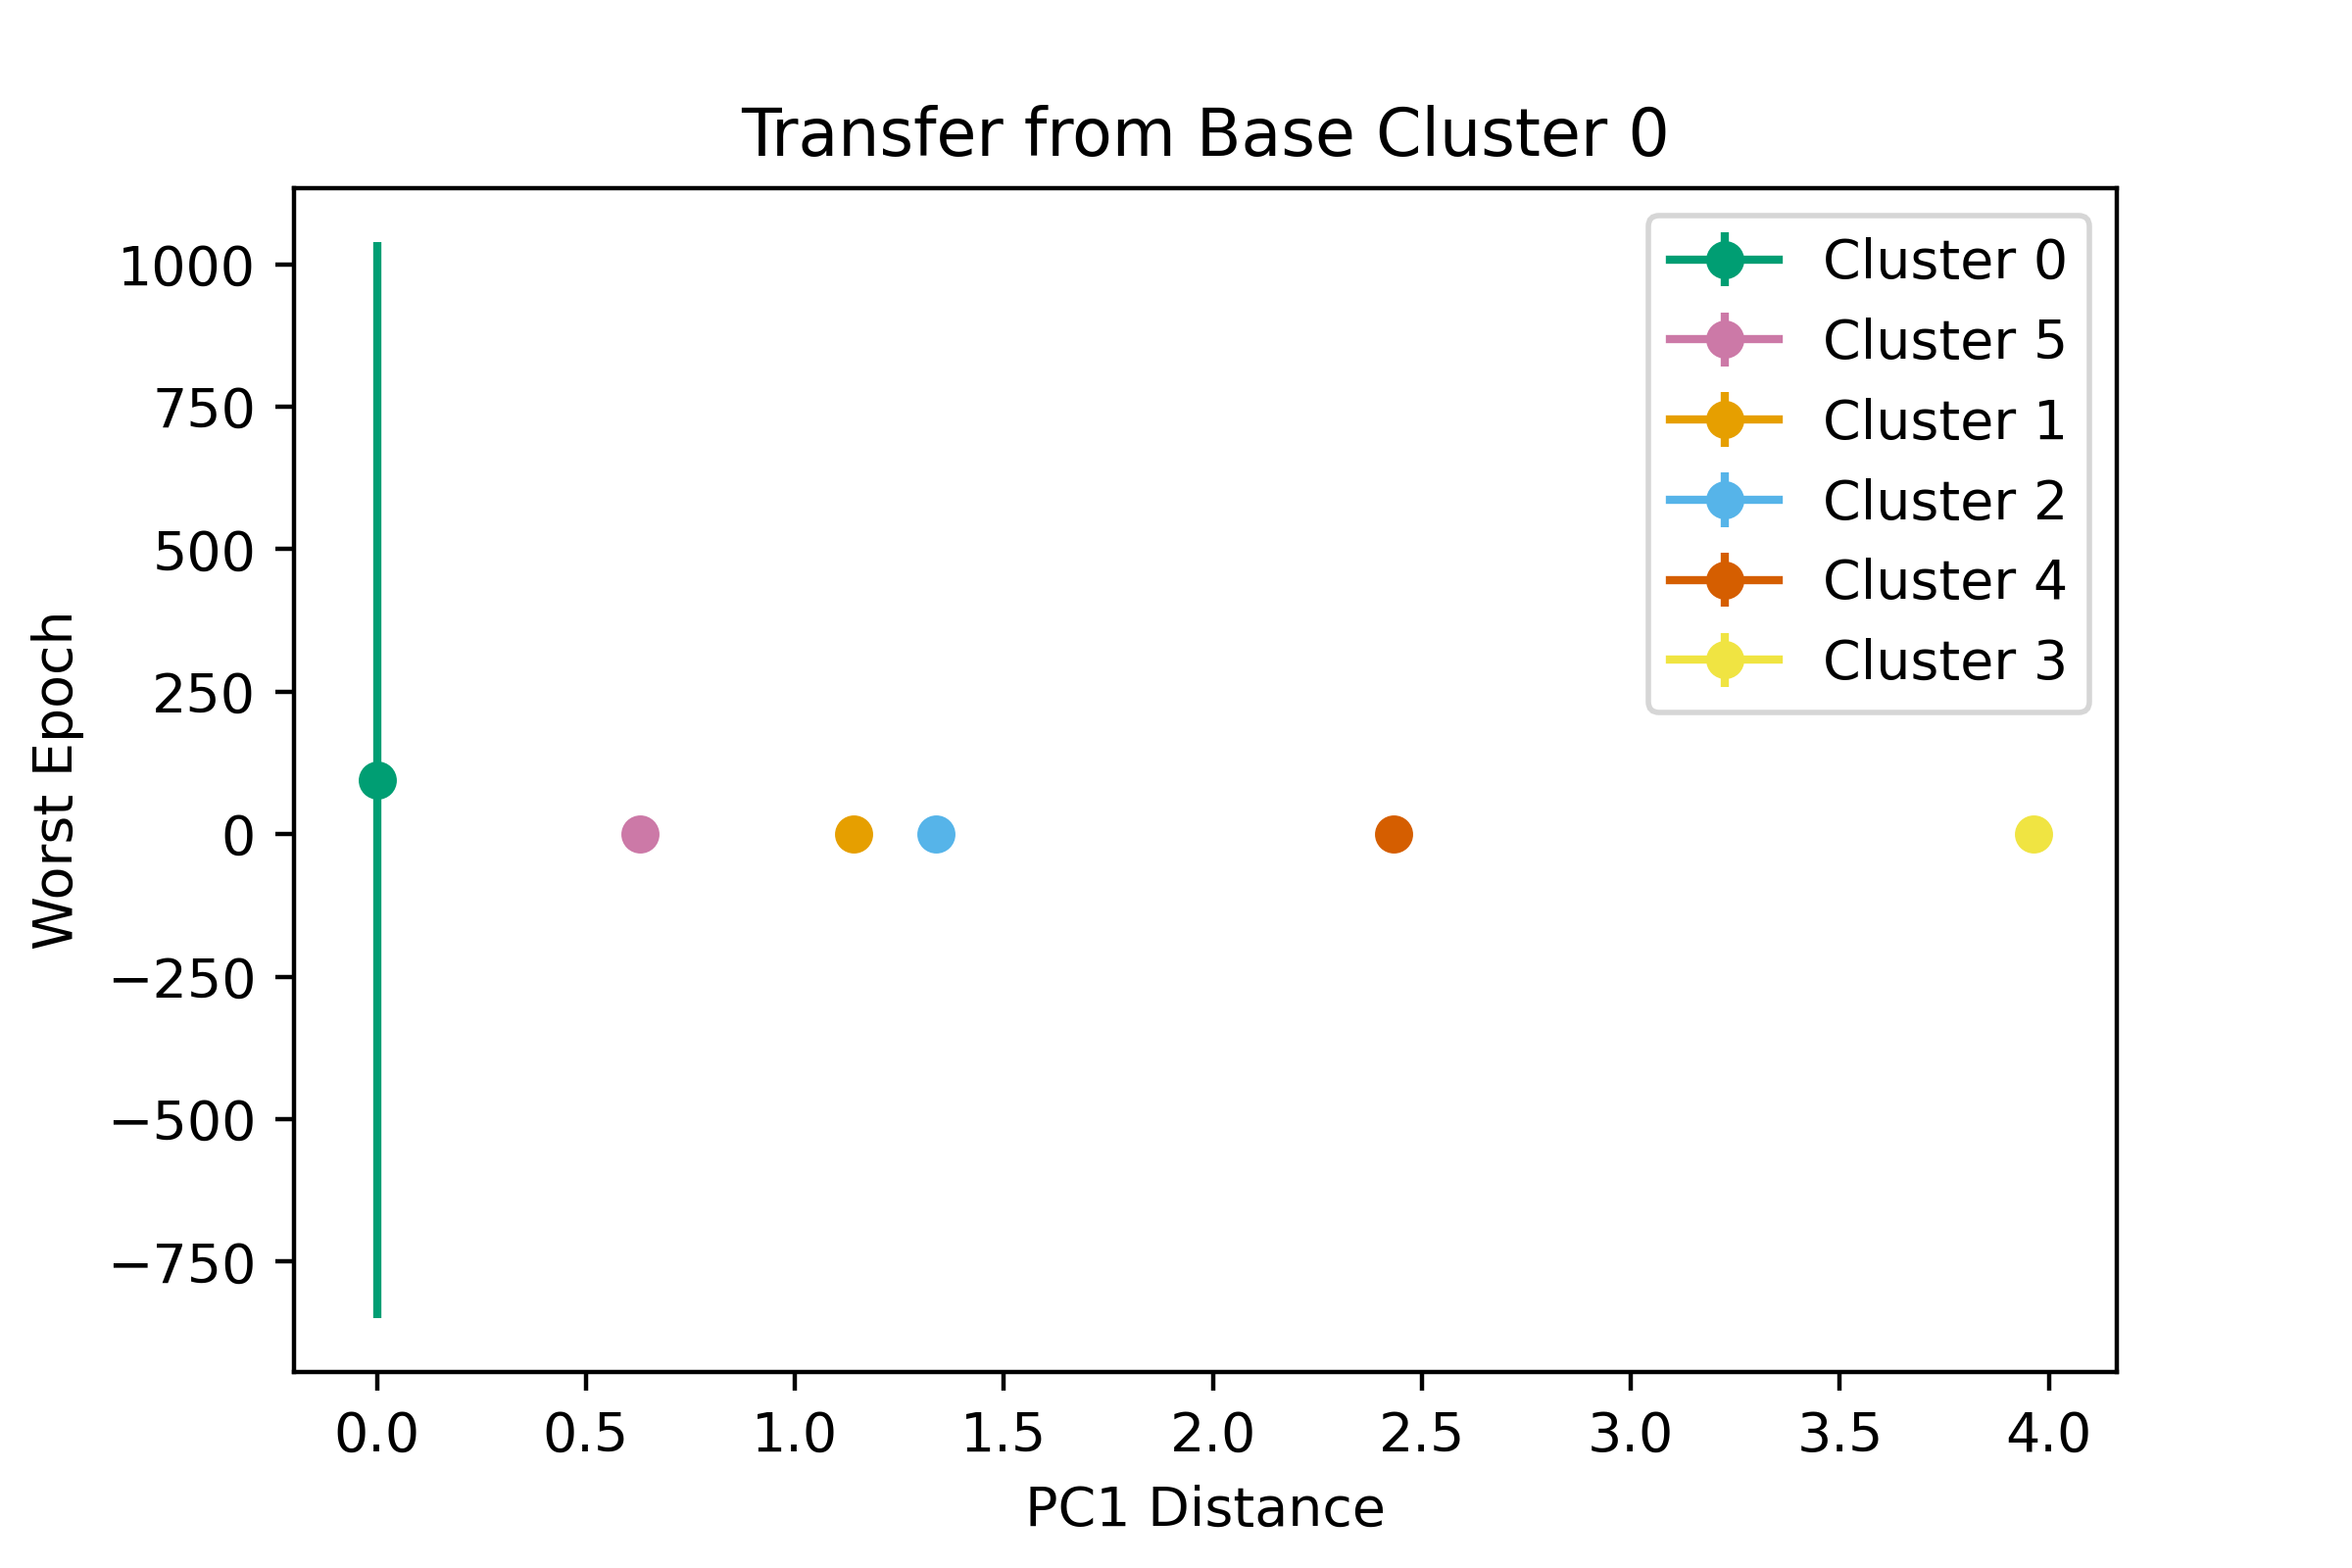 Transfer from Base Cluster 0
1000
750
500
250
0
−250
−500
−750
Worst Epoch
Cluster 0
Cluster 5
Cluster 1
Cluster 2
Cluster 4
Cluster 3
0.0 0.5 1.0 1.5 2.0 2.5 3.0 3.5 4.0
PC1 Distance